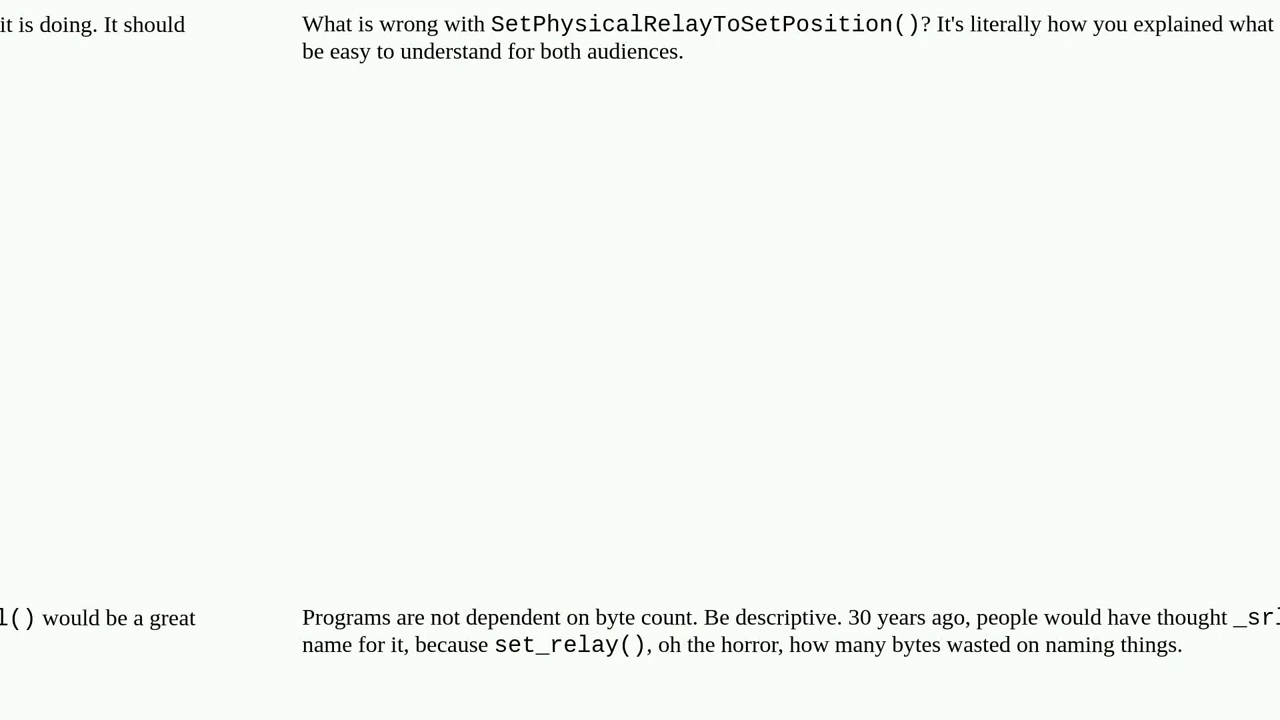 it is doing. It should
What is wrong with SetPhysicalRelayToSetPosition()? It's literally how you explained what
be easy to understand for both audiences.
l() would be a great
Programs are not dependent on byte count. Be descriptive. 30 years ago, people would have thought _srl
name for it, because set_relay(), oh the horror, how many bytes wasted on naming things.